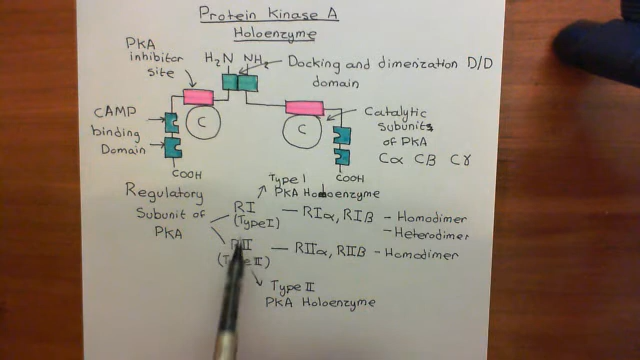 Protein Kinase A
Holoenzyme
PKA
inhibitor
site
H₂N NH₂
Docking and dimerization D/D
domain
CAMP
binding
Domain
C
C
Catalytic
subunits
of PKA
Cα Cβ Cγ
COOH
COOH
Regulatory
Subunit of
PKA
Type I
PKA Holoenzyme
RI
(Type I)
RIα, RIβ - Homodimer
- Heterodimer
RII
(Type II)
RIIα, RIIβ - Homodimer
Type II
PKA Holoenzyme